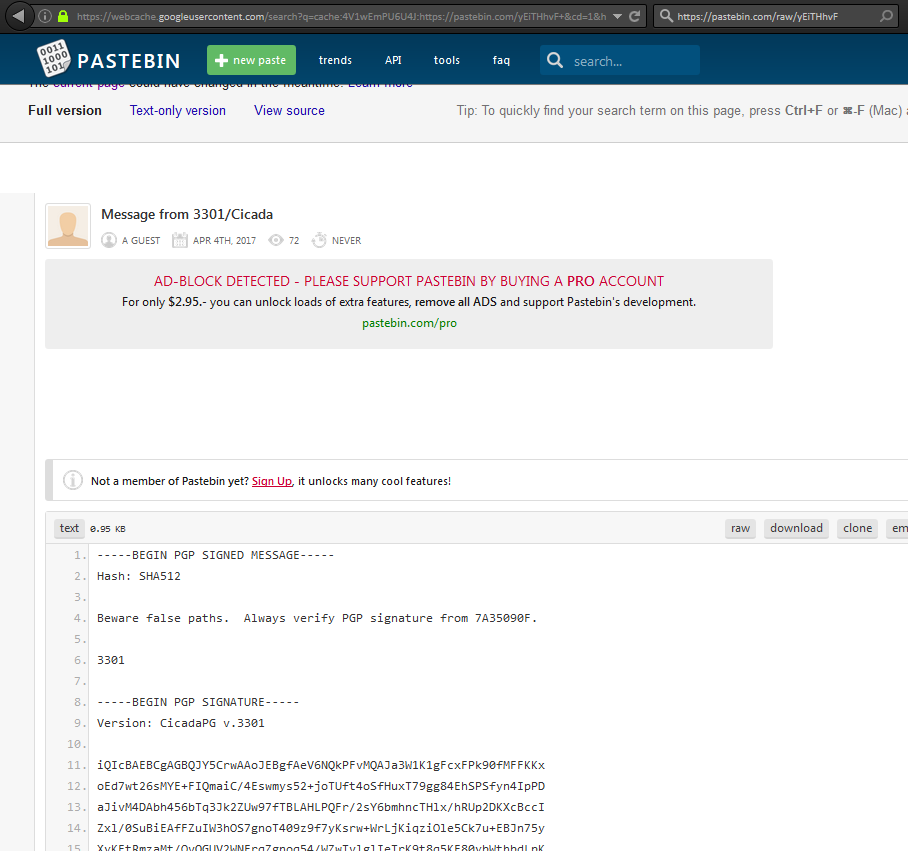 https://webcache.googleusercontent.com/search?q=cache:4V1wEmPU6U4J:https://pastebin.com/yEiTHhvF+&cd=1&h
https://pastebin.com/raw/yEiTHhvF
0011
1000
101
PASTEBIN
new paste
trends
API
tools
faq
search...
The current page could have changed in the meantime. Learn more
Full version
Text-only version
View source
Tip: To quickly find your search term on this page, press Ctrl+F or ⌘-F (Mac) a
Message from 3301/Cicada
A GUEST
APR 4TH, 2017
72
NEVER
AD-BLOCK DETECTED - PLEASE SUPPORT PASTEBIN BY BUYING A PRO ACCOUNT
For only $2.95.- you can unlock loads of extra features, remove all ADS and support Pastebin's development.
pastebin.com/pro
Not a member of Pastebin yet? Sign Up, it unlocks many cool features!
text 0.95 KB
raw
download
clone
em
1. -----BEGIN PGP SIGNED MESSAGE-----
2. Hash: SHA512
3.
4. Beware false paths.  Always verify PGP signature from 7A35090F.
5.
6. 3301
7.
8. -----BEGIN PGP SIGNATURE-----
9. Version: CicadaPG v.3301
10.
11. iQIcBAEBCgAGBQJY5CrwAAoJEBgfAeV6NQkPFvMQAJa3W1K1gFcxFPk90fMFFKKx
12. oEd7wt26sMYE+FIQmaiC/4Eswmys52+joTUft4oSfHuxT79gg84EhSPSfyn4IpPD
13. aJivM4DAbh456bTq3Jk2ZUw97fTBLAHLPQFr/2sY6bmhncTHlx/hRUp2DKXcBccI
14. Zxl/0SuBiEAfFZuIW3hOS7gnoT409z9f7yKsrw+WrLjKiqziOle5Ck7u+EBJn75y
15.